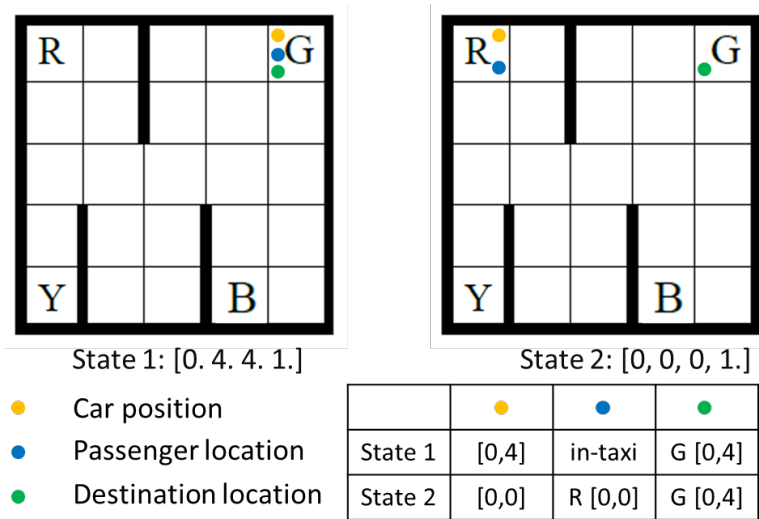 R G
Y B
State 1: [0. 4. 4. 1.]
R G
Y B
State 2: [0, 0, 0, 1.]
Car position
Passenger location
Destination location
State 1 [0,4] in-taxi G [0,4]
State 2 [0,0] R [0,0] G [0,4]